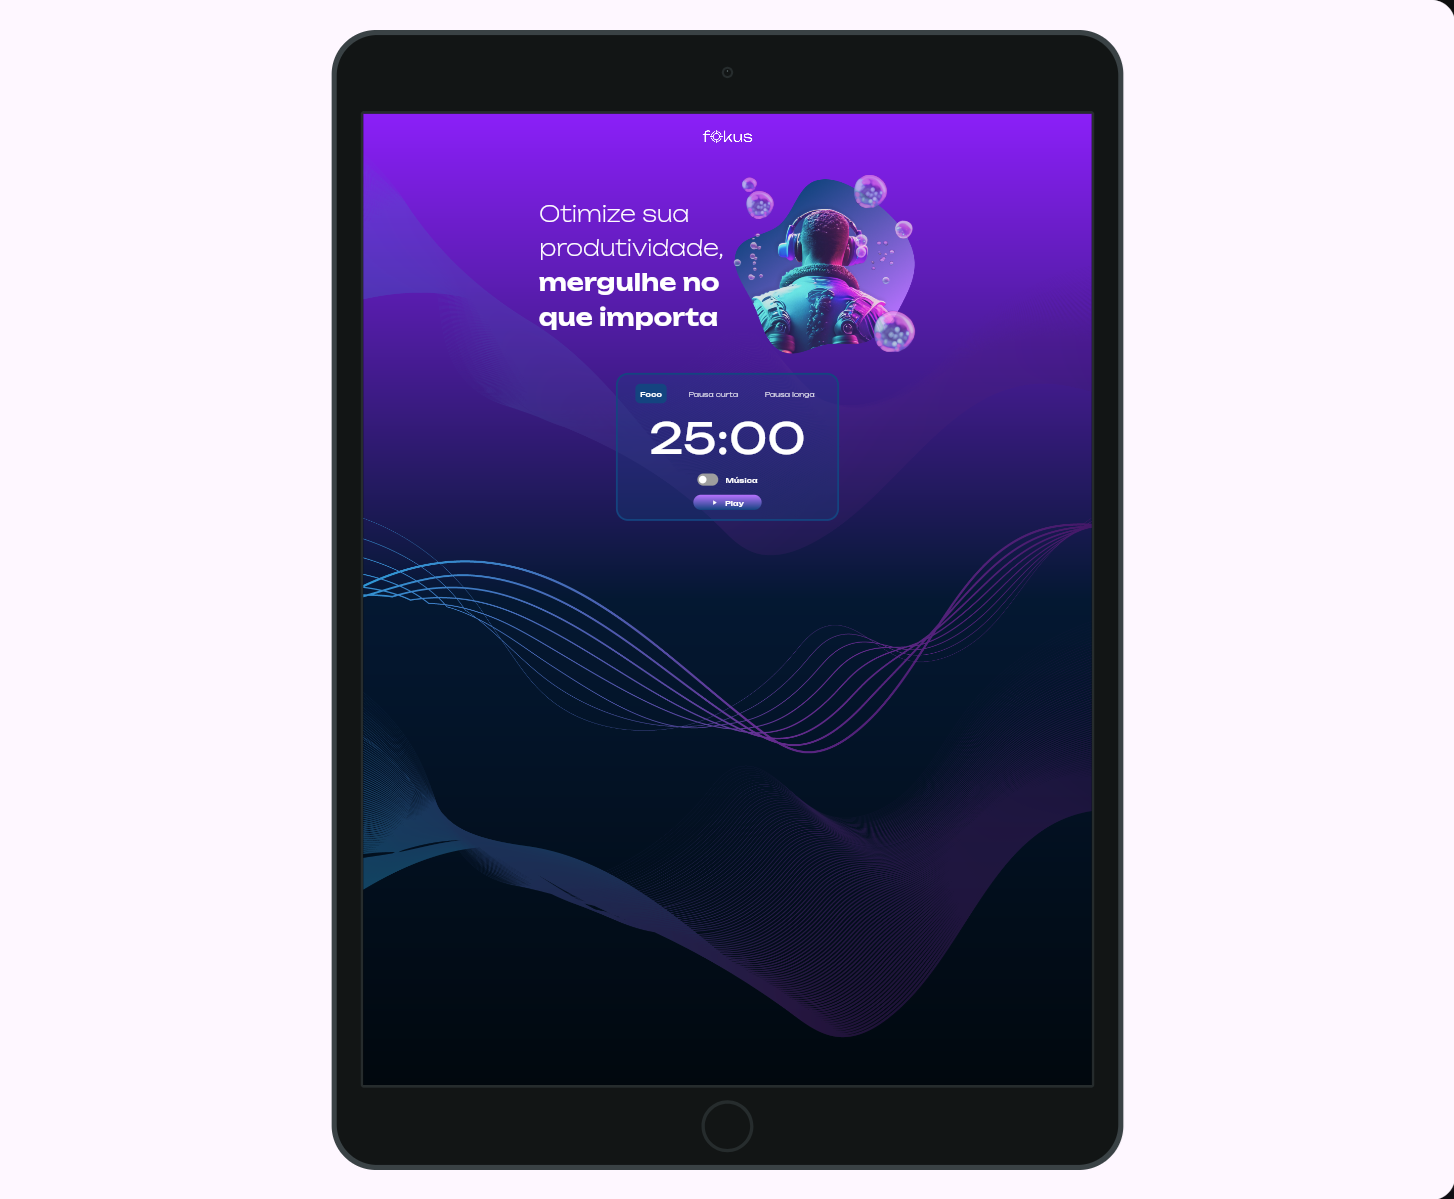 fokus
Otimize sua
produtividade,
mergulhe no
que importa
Foco Pausa curta Pausa longa
25:00
Música
Play